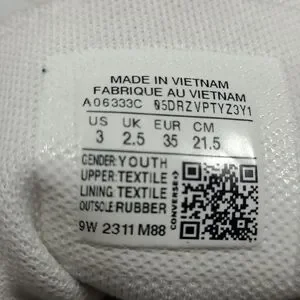 MADE IN VIETNAM
FABRIQUE AU VIETNAM
A06333C 05DRZVPTYZ3Y1
US UK EUR CM
3 2.5 35 21.5
GENDER:YOUTH
UPPER:TEXTILE
LINING:TEXTILE
OUTSOLE:RUBBER
CONVERSE
9W 2311 M88